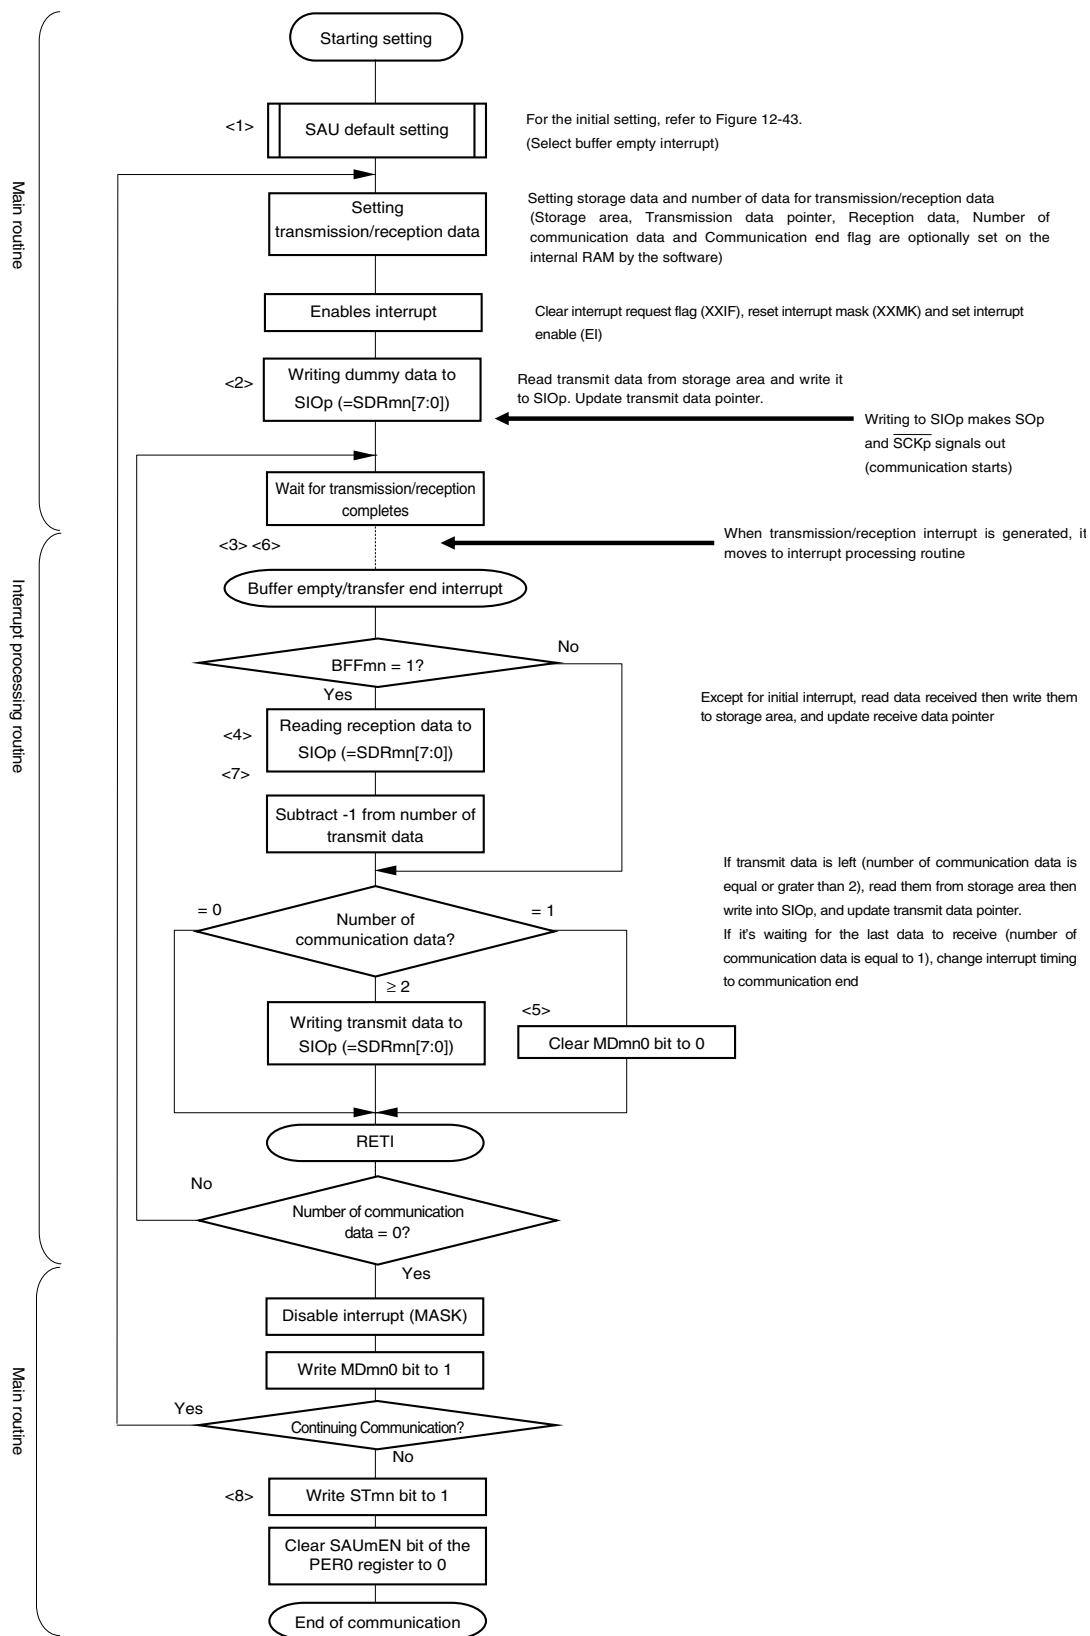 Starting setting
<1>
SAU default setting
For the initial setting, refer to Figure 12-43.
(Select buffer empty interrupt)
Main routine
Setting
transmission/reception data
Setting storage data and number of data for transmission/reception data
(Storage area, Transmission data pointer, Reception data, Number of
communication data and Communication end flag are optionally set on the
internal RAM by the software)
Enables interrupt
Clear interrupt request flag (XXIF), reset interrupt mask (XXMK) and set interrupt
enable (EI)
<2>
Writing dummy data to
SIOp (=SDRmn[7:0])
Read transmit data from storage area and write it
to SIOp. Update transmit data pointer.
Writing to SIOp makes SOp
and SCKp signals out
(communication starts)
Wait for transmission/reception
completes
<3> <6>
When transmission/reception interrupt is generated, it
moves to interrupt processing routine
Buffer empty/transfer end interrupt
Interrupt processing routine
BFFmn = 1?
No
Yes
<4>
Reading reception data to
SIOp (=SDRmn[7:0])
Except for initial interrupt, read data received then write them
to storage area, and update receive data pointer
<7>
Subtract -1 from number of
transmit data
= 0
Number of
communication data?
= 1
≥ 2
If transmit data is left (number of communication data is
equal or grater than 2), read them from storage area then
write into SIOp, and update transmit data pointer.
If it's waiting for the last data to receive (number of
communication data is equal to 1), change interrupt timing
to communication end
Writing transmit data to
SIOp (=SDRmn[7:0])
<5>
Clear MDmn0 bit to 0
RETI
No
Number of communication
data = 0?
Yes
Main routine
Disable interrupt (MASK)
Write MDmn0 bit to 1
Yes
Continuing Communication?
No
<8>
Write STmn bit to 1
Clear SAUmEN bit of the
PER0 register to 0
End of communication